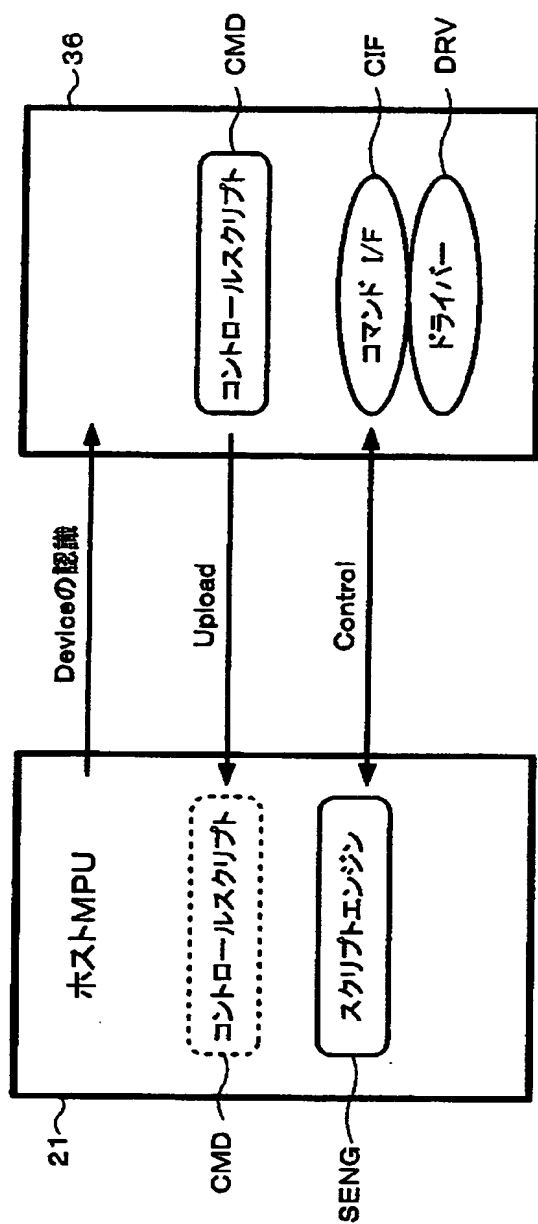 21
ホストMPU
CMD
コントロールスクリプト
SENG
スクリプトエンジン
Deviceの認識
Upload
Control
36
コントロールスクリプト
CMD
コマンド I/F
CIF
ドライバー
DRV